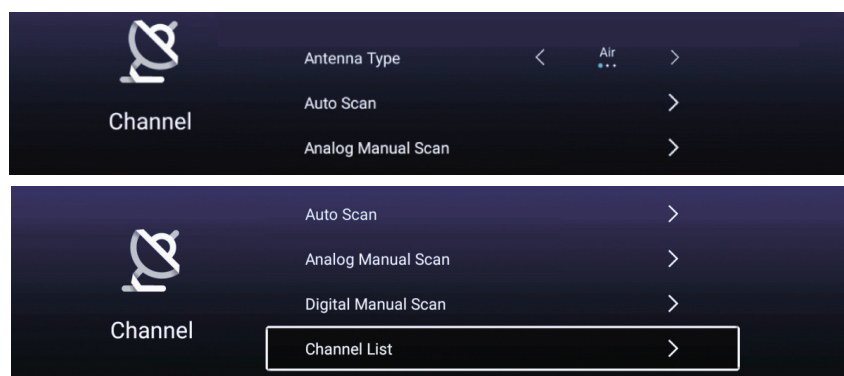 Antenna Type Air
Auto Scan
Channel
Analog Manual Scan
Auto Scan
Analog Manual Scan
Digital Manual Scan
Channel
Channel List